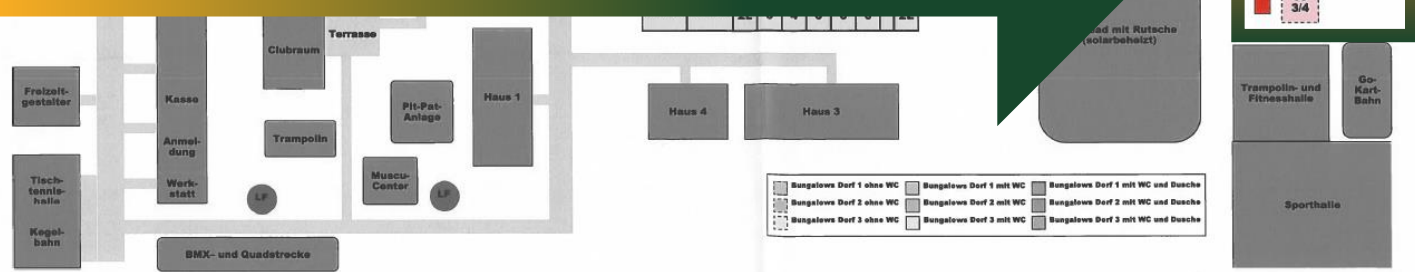 Freizeit-
gestalter
Tisch-
tennis-
halle
Kegel-
bahn
Kasse
Anmel-
dung
Werk-
statt
Clubraum
Terrasse
Trampolin
LF
Pit-Pat-
Anlage
Muscu-
Center
LF
Haus 1
BMX- und Quadstrecke
Haus 4
Haus 3
ad mit Rutsche
(solarbeheizt)
3/4
Trampolin- und
Fitnesshalle
Go-
Kart-
Bahn
Sporthalle
Bungalows Dorf 1 ohne WC
Bungalows Dorf 1 mit WC
Bungalows Dorf 1 mit WC und Dusche
Bungalows Dorf 2 ohne WC
Bungalows Dorf 2 mit WC
Bungalows Dorf 2 mit WC und Dusche
Bungalows Dorf 3 ohne WC
Bungalows Dorf 3 mit WC
Bungalows Dorf 3 mit WC und Dusche